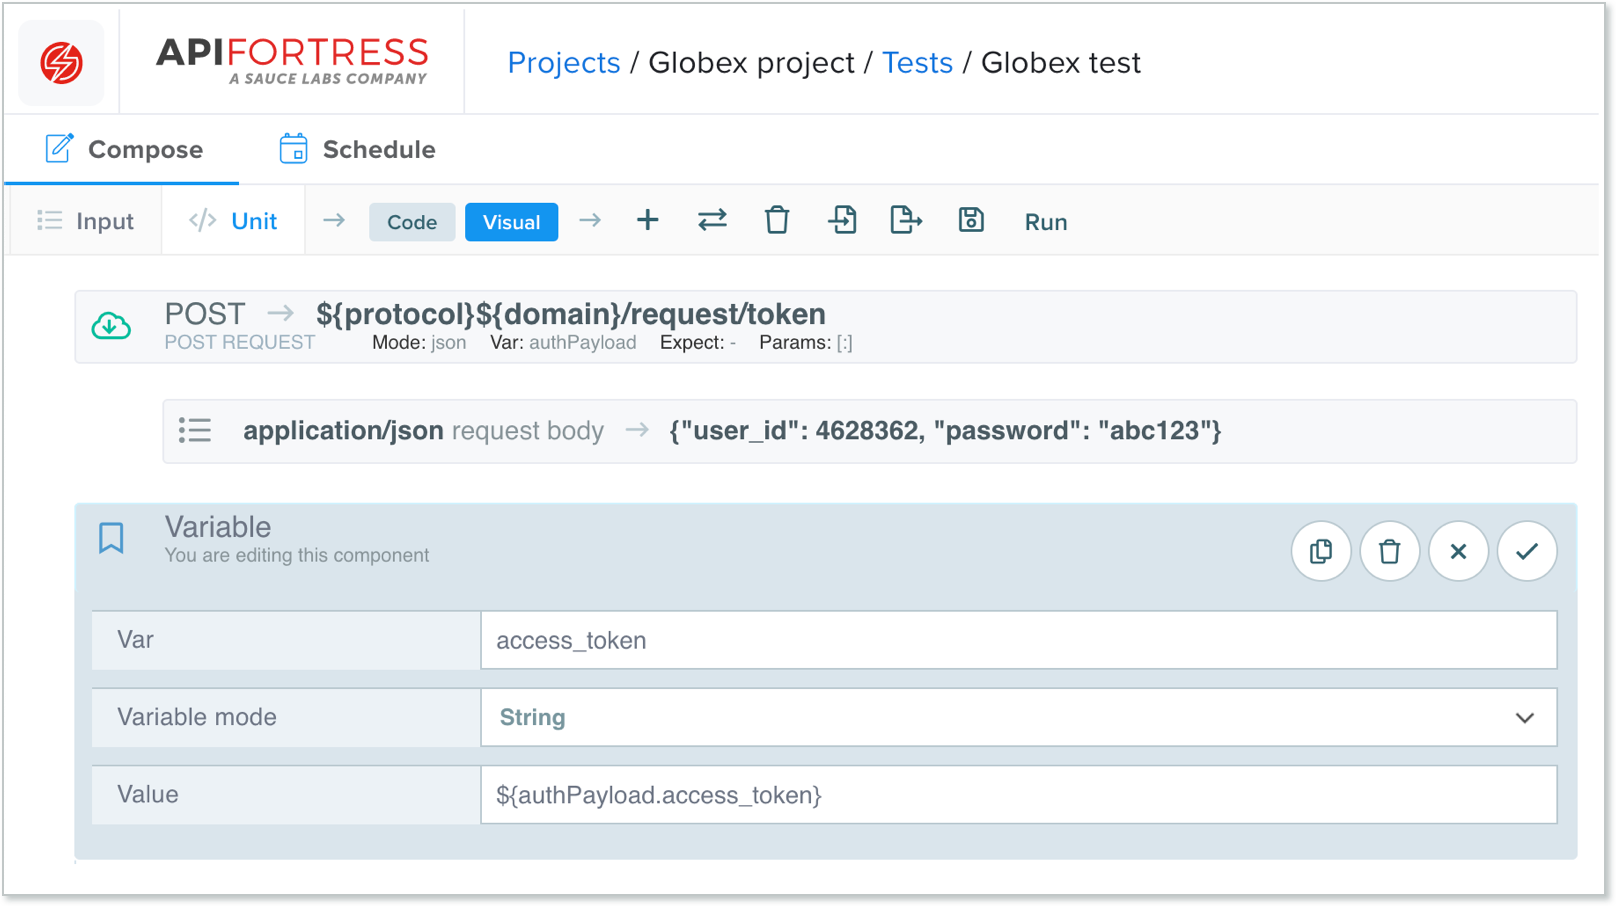 APIFORTRESS
A SAUCE LABS COMPANY
Projects / Globex project / Tests / Globex test
Compose Schedule
Input </> Unit Code Visual Run
POST → ${protocol}${domain}/request/token
POST REQUEST Mode: json Var: authPayload Expect: - Params: [:]
application/json request body → {"user_id": 4628362, "password": "abc123"}
Variable
You are editing this component
Var access_token
Variable mode String
Value ${authPayload.access_token}